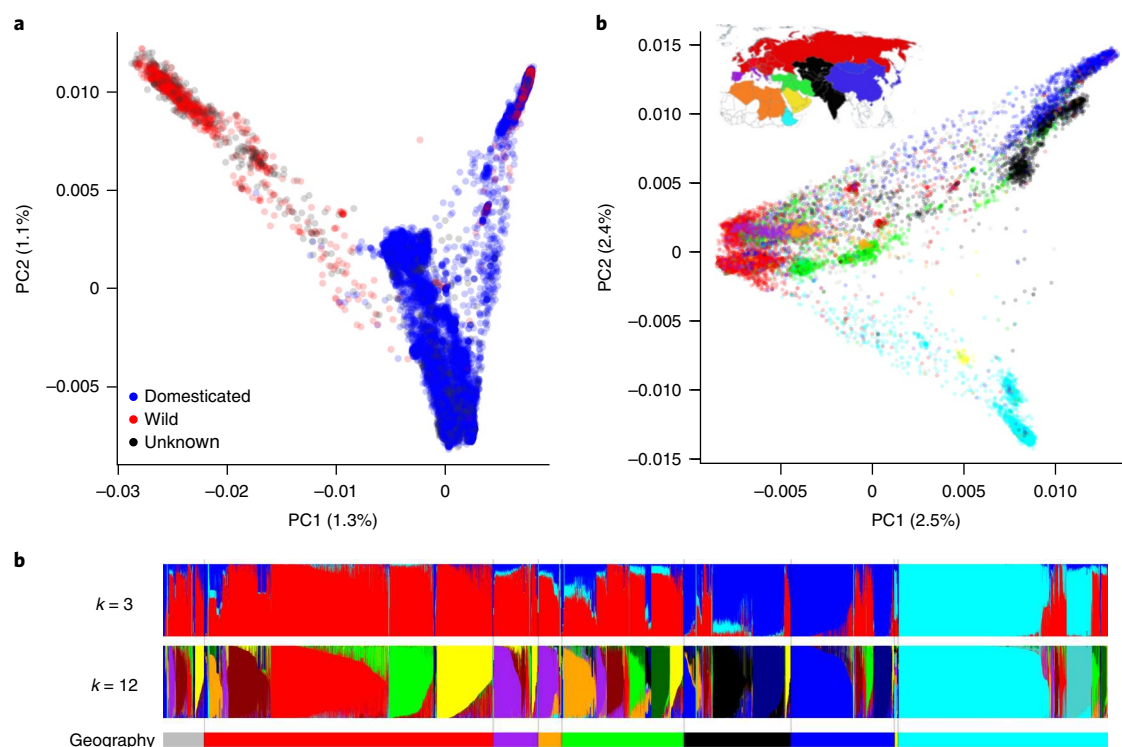 a
0.010
0.005
0
−0.005
PC2 (1.1%)
Domesticated
Wild
Unknown
−0.03
−0.02
−0.01
0
PC1 (1.3%)
b
0.015
0.010
0.005
0
−0.005
−0.010
−0.015
PC2 (2.4%)
−0.005
0
0.005
0.010
PC1 (2.5%)
b
k = 3
k = 12
Geography